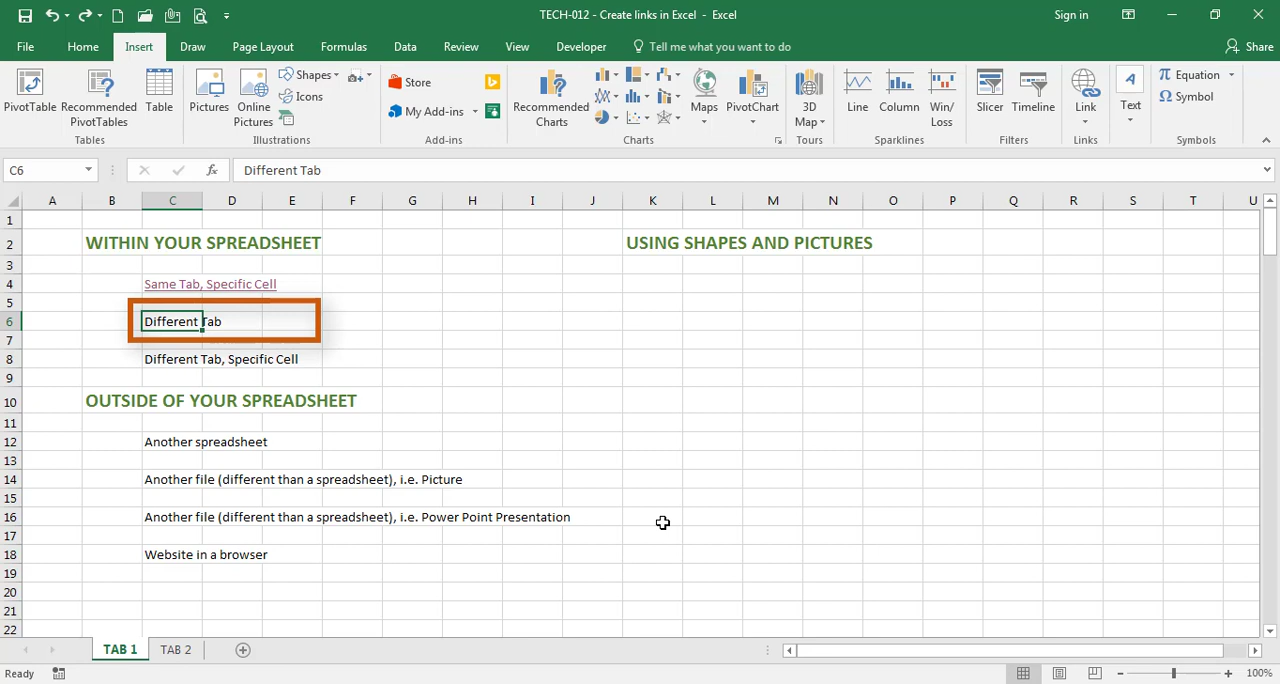 TECH-012 - Create links in Excel - Excel
Sign in
File Home Insert Draw Page Layout Formulas Data Review View Developer Tell me what you want to do Share
PivotTable
Recommended
PivotTables
Table
Tables
Pictures
Online
Pictures
Shapes
Icons
Illustrations
Store
My Add-ins
Add-ins
Recommended
Charts
Maps
PivotChart
Charts
3D
Map
Tours
Line
Column
Win/
Loss
Sparklines
Slicer
Timeline
Filters
Link
Links
A
Text
π Equation
Ω Symbol
Symbols
C6
fx
Different Tab
A B C D E F G H I J K L M N O P Q R S T U
1
2 WITHIN YOUR SPREADSHEET USING SHAPES AND PICTURES
3
4 Same Tab, Specific Cell
5
6 Different Tab
7
8 Different Tab, Specific Cell
9
10 OUTSIDE OF YOUR SPREADSHEET
11
12 Another spreadsheet
13
14 Another file (different than a spreadsheet), i.e. Picture
15
16 Another file (different than a spreadsheet), i.e. Power Point Presentation
17
18 Website in a browser
19
20
21
22
TAB 1 TAB 2
Ready
100%